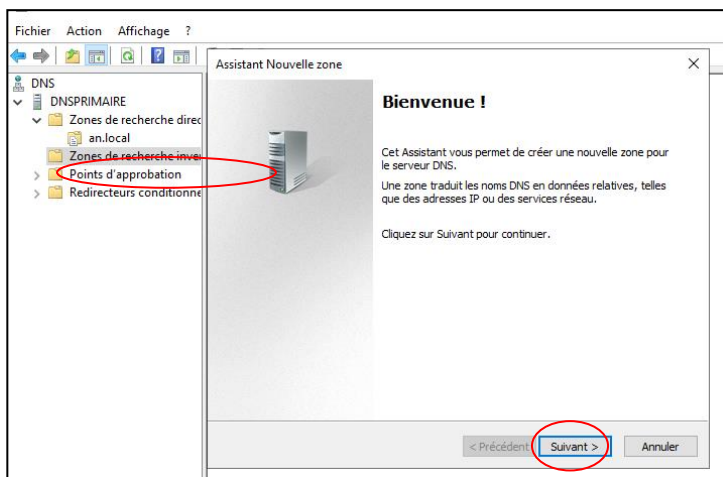 Fichier Action Affichage ?
Assistant Nouvelle zone
DNS
DNSPRIMAIRE
Zones de recherche direc
an.local
Zones de recherche inve
Points d'approbation
Redirecteurs conditionne
Bienvenue !
Cet Assistant vous permet de créer une nouvelle zone pour
le serveur DNS.
Une zone traduit les noms DNS en données relatives, telles
que des adresses IP ou des services réseau.
Cliquez sur Suivant pour continuer.
< Précédent
Suivant >
Annuler